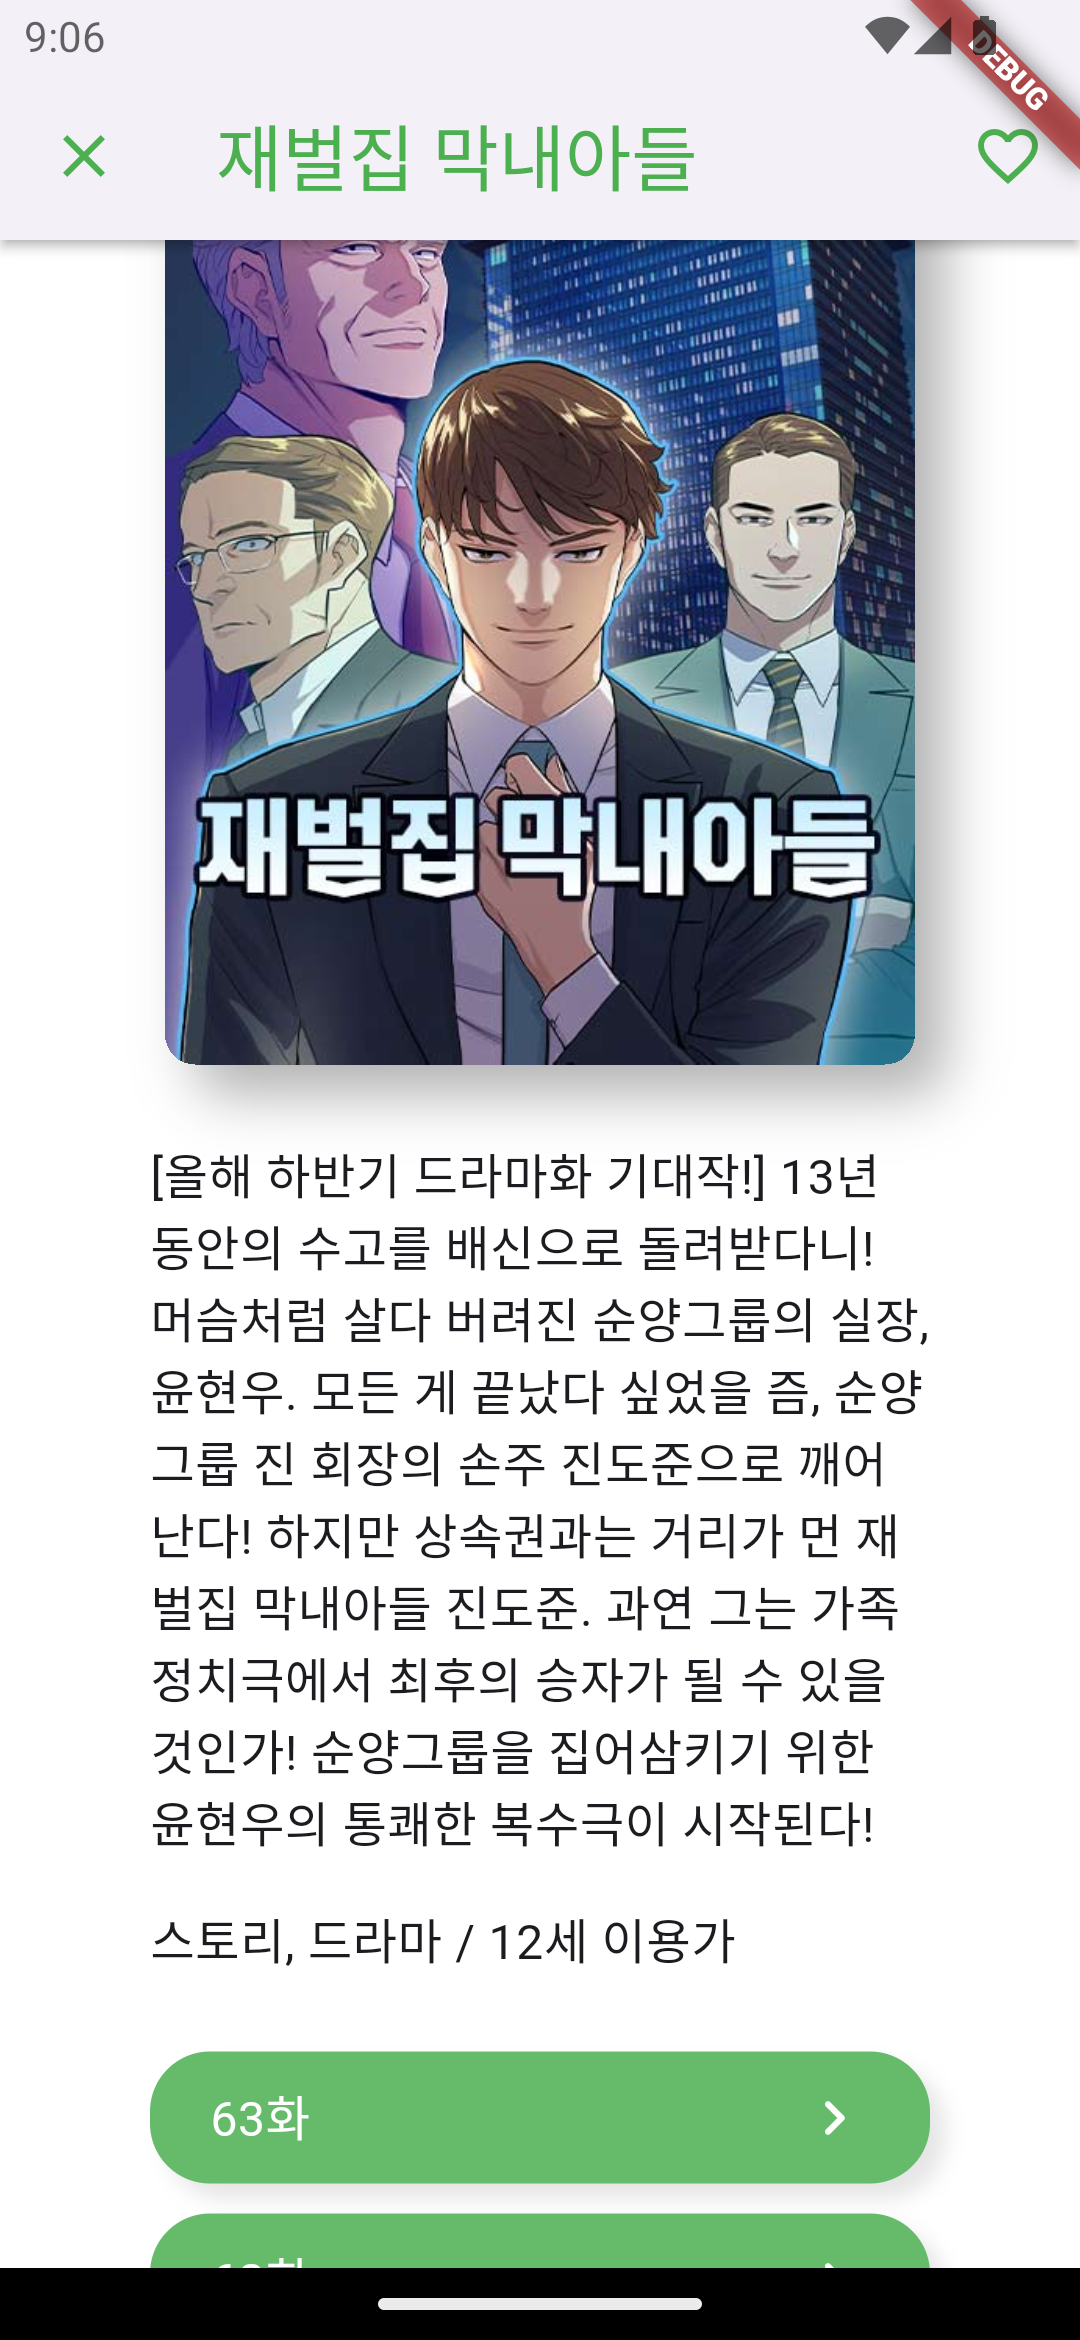 9:06
DEBUG
재벌집 막내아들
재벌집 막내아들
[올해 하반기 드라마화 기대작!] 13년
동안의 수고를 배신으로 돌려받다니!
머슴처럼 살다 버려진 순양그룹의 실장,
윤현우. 모든 게 끝났다 싶었을 즘, 순양
그룹 진 회장의 손주 진도준으로 깨어
난다! 하지만 상속권과는 거리가 먼 재
벌집 막내아들 진도준. 과연 그는 가족
정치극에서 최후의 승자가 될 수 있을
것인가! 순양그룹을 집어삼키기 위한
윤현우의 통쾌한 복수극이 시작된다!
스토리, 드라마 / 12세 이용가
63화